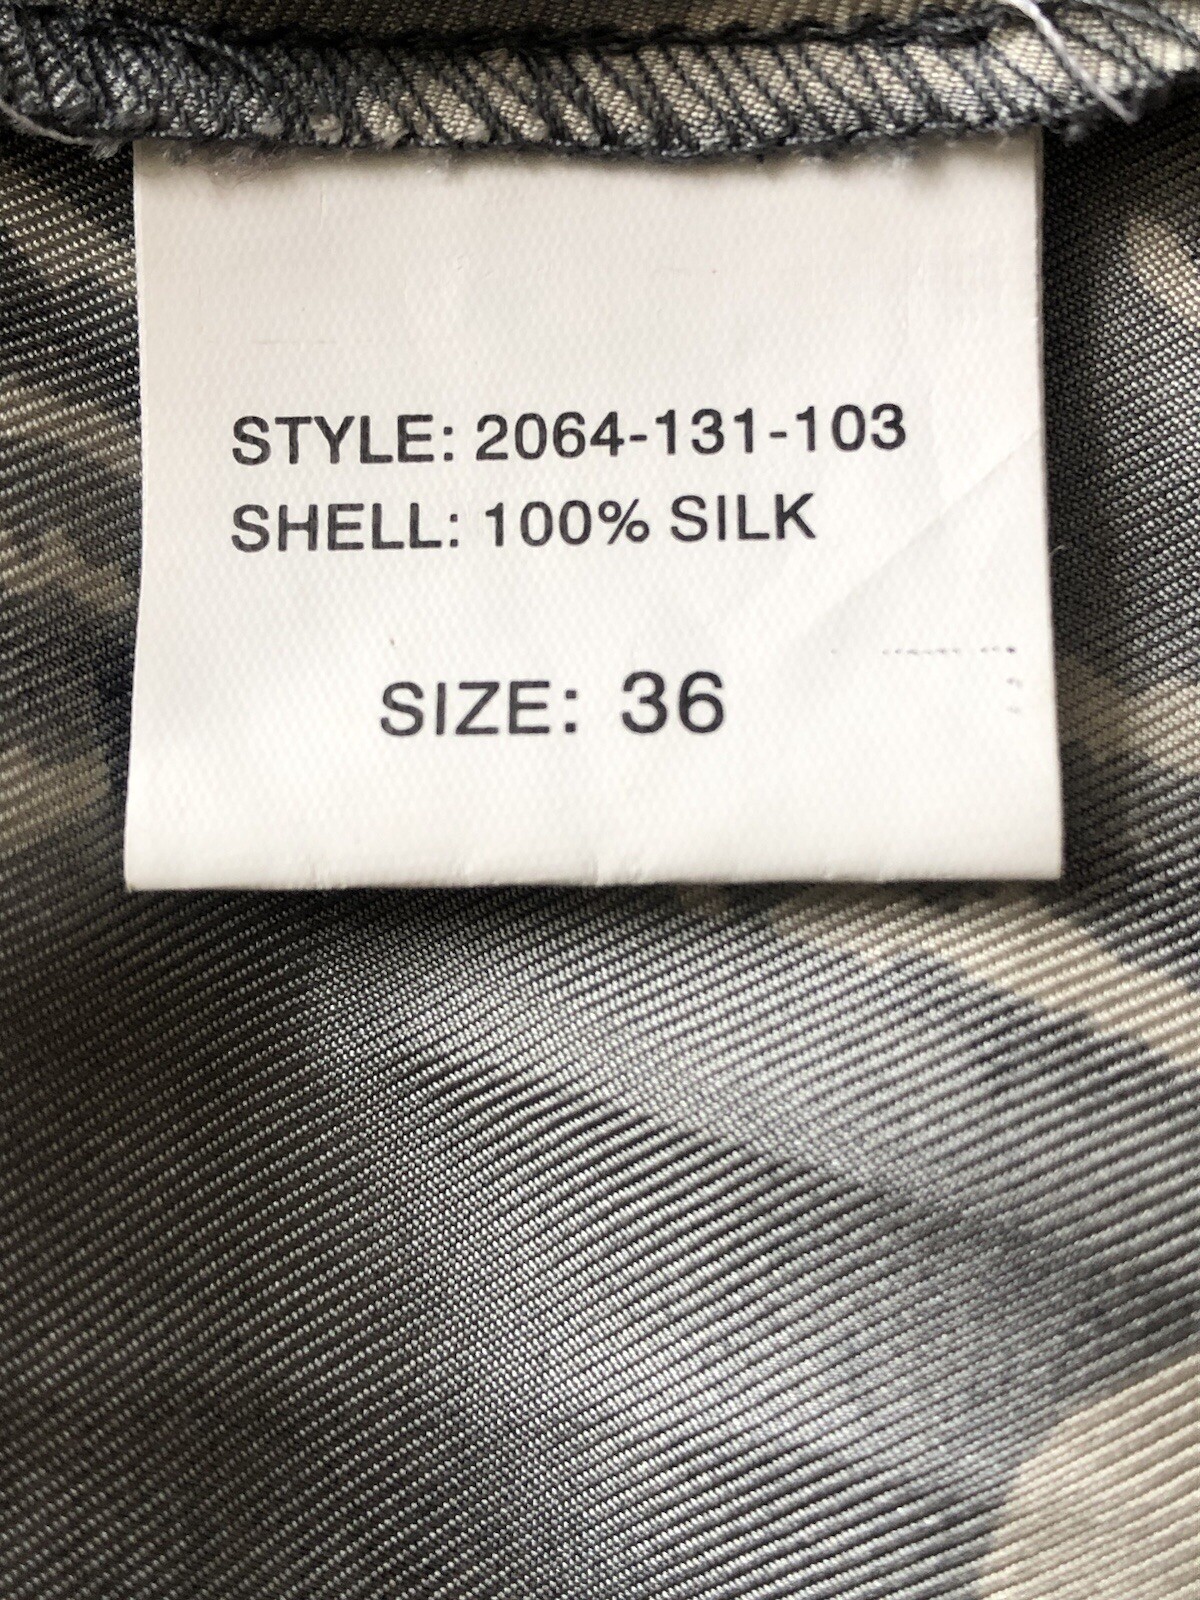 STYLE: 2064-131-103
SHELL: 100% SILK
SIZE: 36